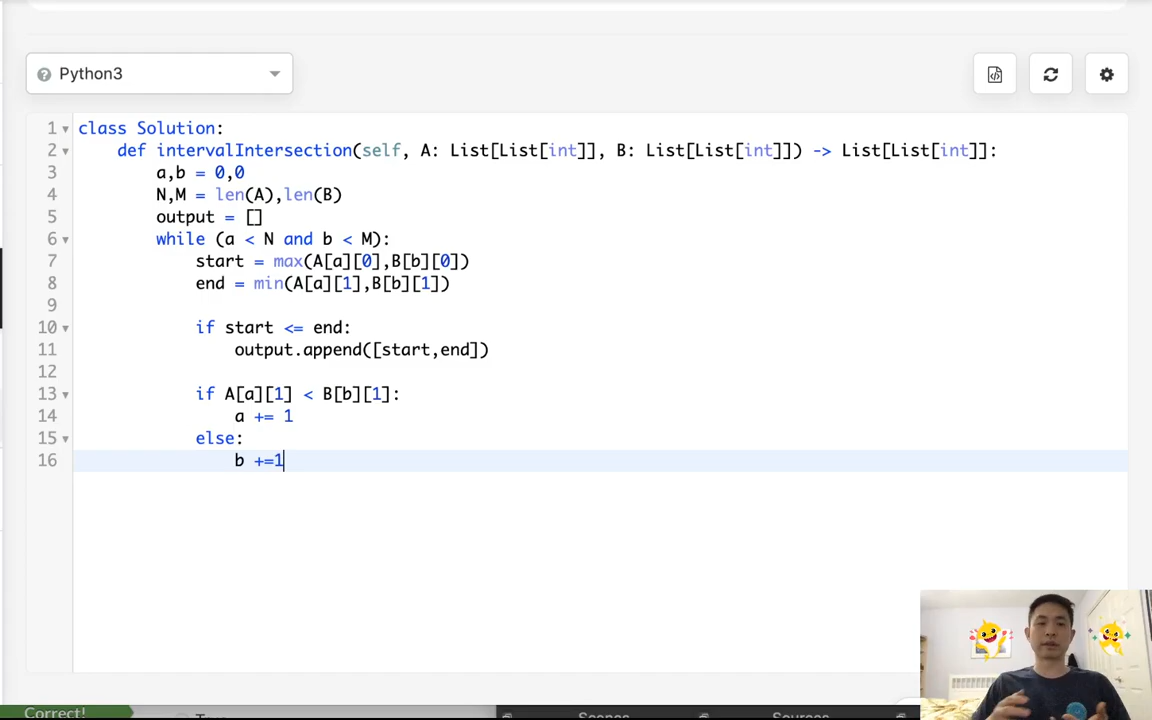 Python3
1 class Solution:
2 def intervalIntersection(self, A: List[List[int]], B: List[List[int]]) -> List[List[int]]:
3 a,b = 0,0
4 N,M = len(A),len(B)
5 output = []
6 while (a < N and b < M):
7 start = max(A[a][0],B[b][0])
8 end = min(A[a][1],B[b][1])
9
10 if start <= end:
11 output.append([start,end])
12
13 if A[a][1] < B[b][1]:
14 a += 1
15 else:
16 b +=1
Correct! Scenes Sources